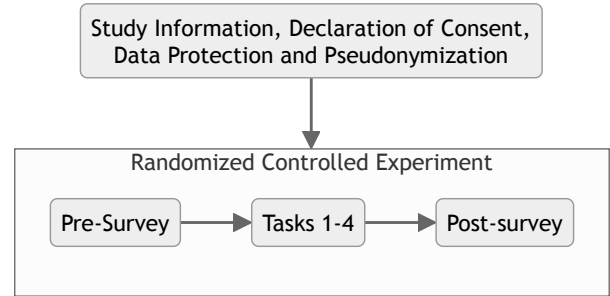 Study Information, Declaration of Consent,
Data Protection and Pseudonymization
Randomized Controlled Experiment
Pre-Survey
Tasks 1-4
Post-survey